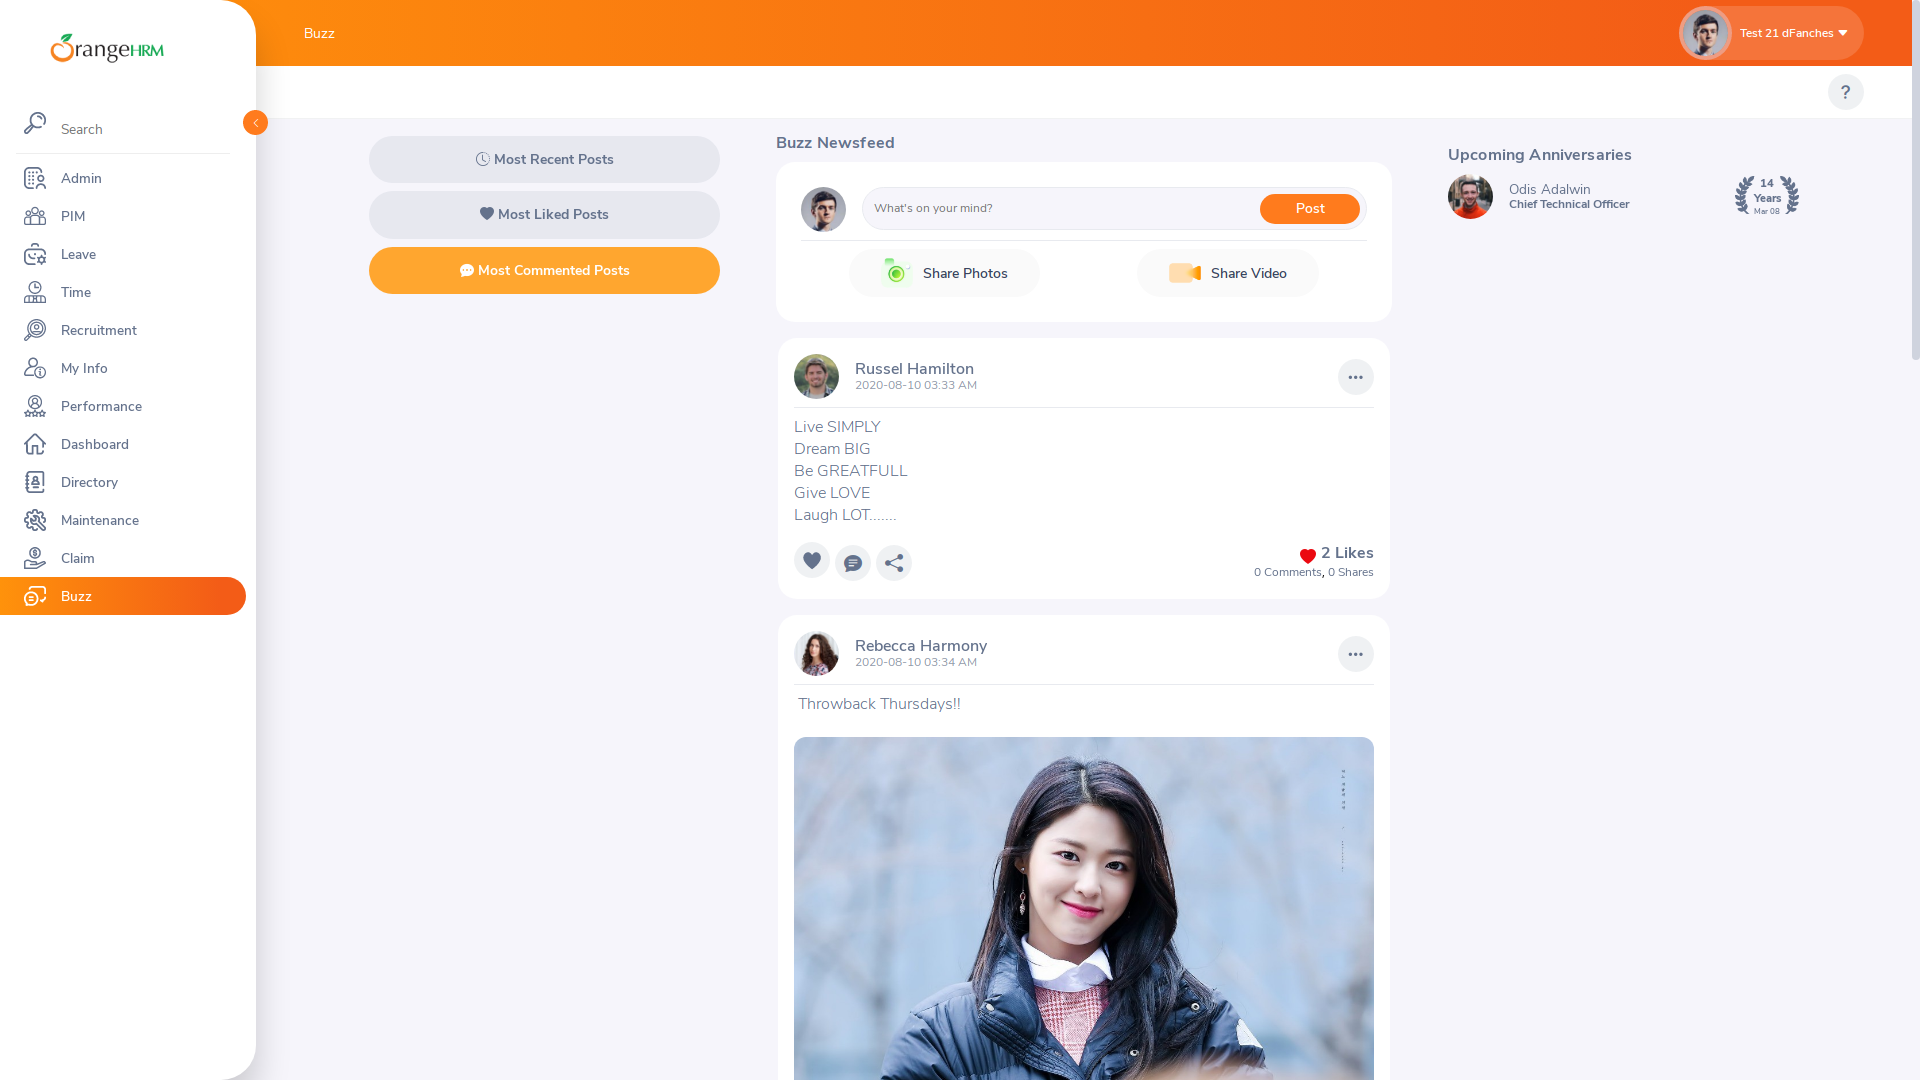 OrangeHRM
Search
Admin
PIM
Leave
Time
Recruitment
My Info
Performance
Dashboard
Directory
Maintenance
Claim
Buzz
Buzz
Test 21 dFanches
?
Most Recent Posts
Most Liked Posts
Most Commented Posts
Buzz Newsfeed
What's on your mind?
Post
Share Photos
Share Video
Russel Hamilton
2020-08-10 03:33 AM
Live SIMPLY
Dream BIG
Be GREATFULL
Give LOVE
Laugh LOT.......
2 Likes
0 Comments, 0 Shares
Rebecca Harmony
2020-08-10 03:34 AM
Throwback Thursdays!!
Upcoming Anniversaries
Odis Adalwin
Chief Technical Officer
14
Years
Mar 08